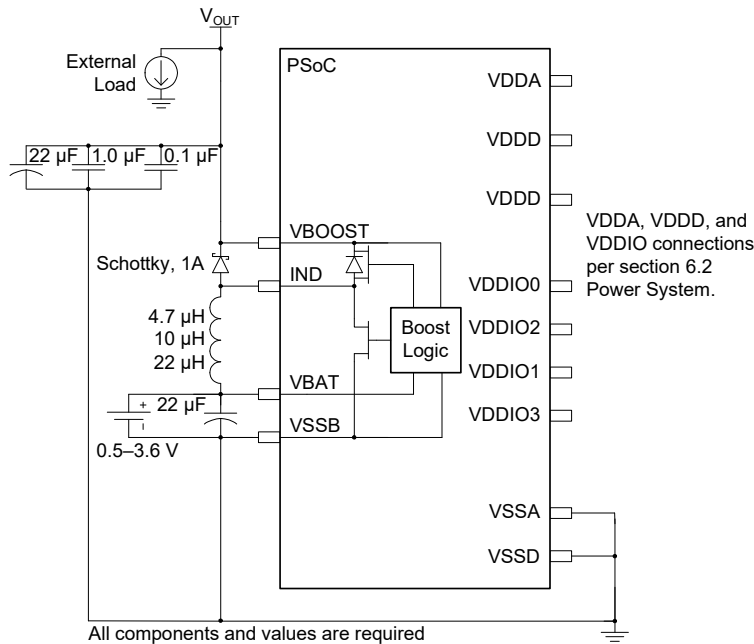 V_OUT
External
Load
PSoC
VDDA
VDDD
22 µF
1.0 µF
0.1 µF
VDDD
VDDA, VDDD, and
VDDIO connections
per section 6.2
Power System.
VBOOST
Schottky, 1A
IND
VDDIO0
4.7 µH
10 µH
22 µH
Boost
Logic
VDDIO2
VDDIO1
VBAT
+
22 µF
VDDIO3
VSSB
0.5–3.6 V
VSSA
VSSD
All components and values are required